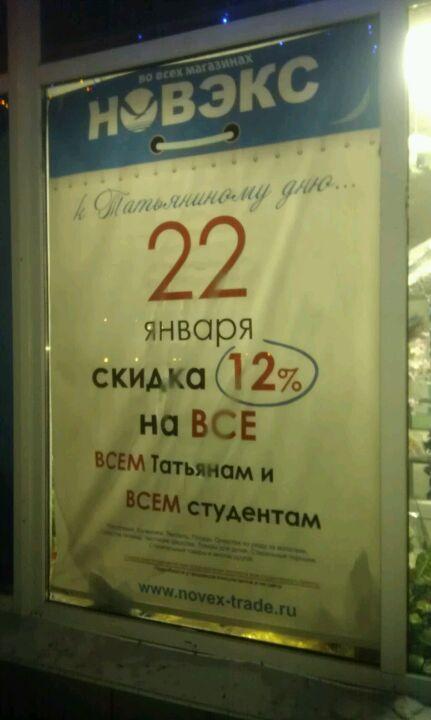 во всех магазинах
НОВЭКС
к Татьяниному дню...
22
января
скидка 12%
на ВСЕ
ВСЕМ Татьянам и
ВСЕМ студентам
www.novex-trade.ru